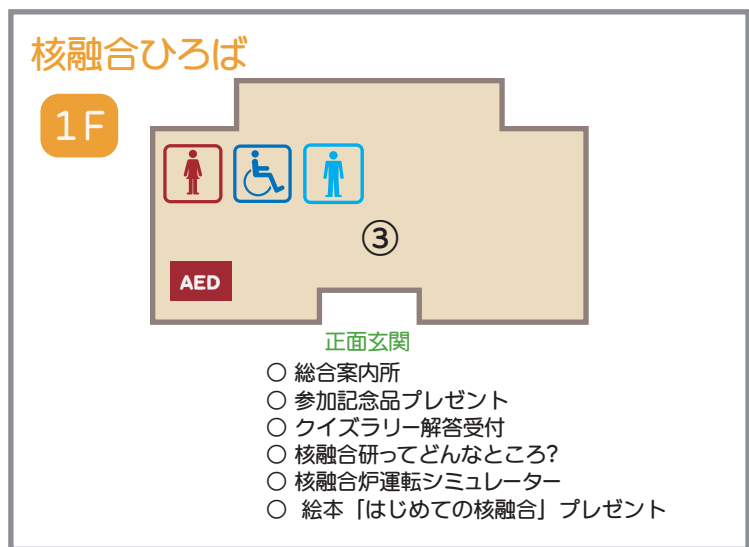 核融合ひろば
1F
③
AED
正面玄関
○ 総合案内所
○ 参加記念品プレゼント
○ クイズラリー解答受付
○ 核融合研ってどんなところ?
○ 核融合炉運転シミュレーター
○ 絵本「はじめての核融合」プレゼント